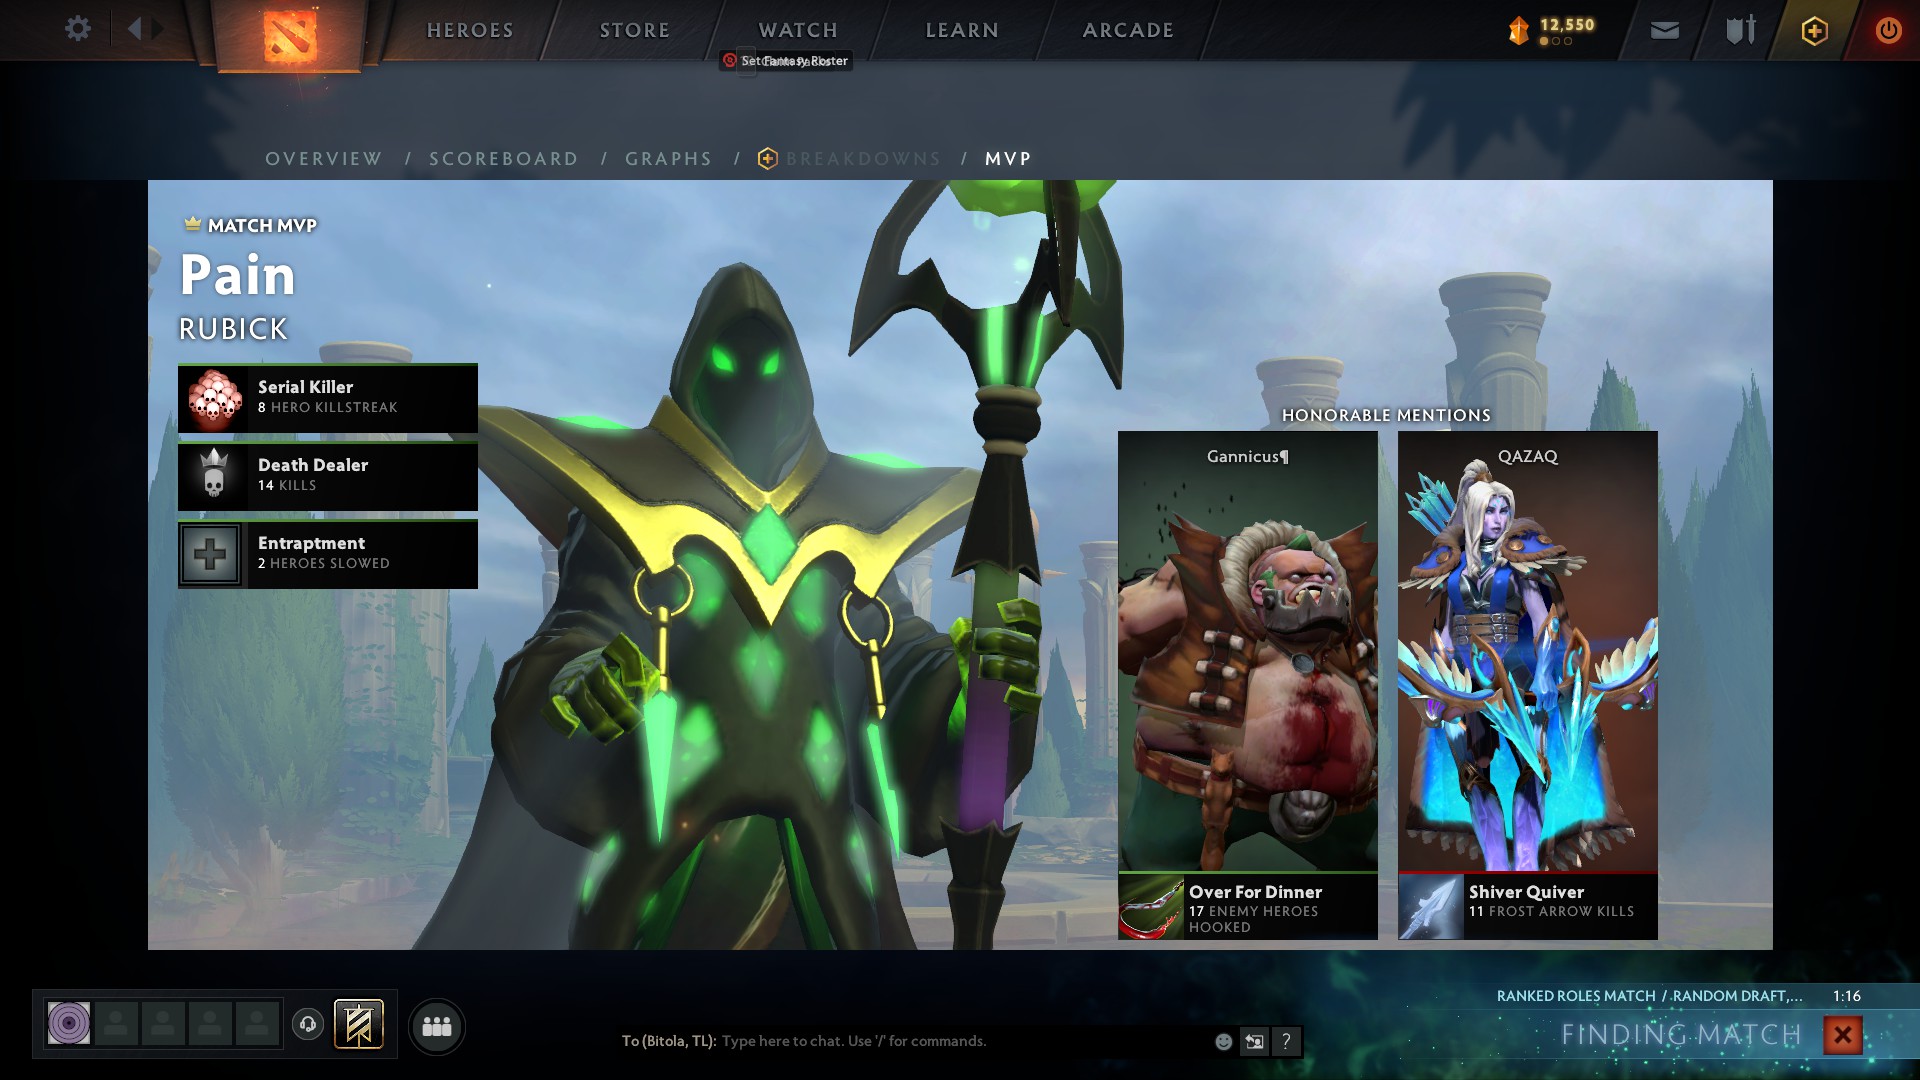 HEROES
STORE
WATCH
LEARN
ARCADE
12,550
Set Fantasy Roster
OVERVIEW / SCOREBOARD / GRAPHS / BREAKDOWNS / MVP
MATCH MVP
Pain
RUBICK
Serial Killer
8 HERO KILLSTREAK
Death Dealer
14 KILLS
Entraptment
2 HEROES SLOWED
HONORABLE MENTIONS
Gannicus¶
QAZAQ
Over For Dinner
17 ENEMY HEROES
HOOKED
Shiver Quiver
11 FROST ARROW KILLS
RANKED ROLES MATCH / RANDOM DRAFT,... 1:16
To (Bitola, TL): Type here to chat. Use '/' for commands.
?
FINDING MATCH